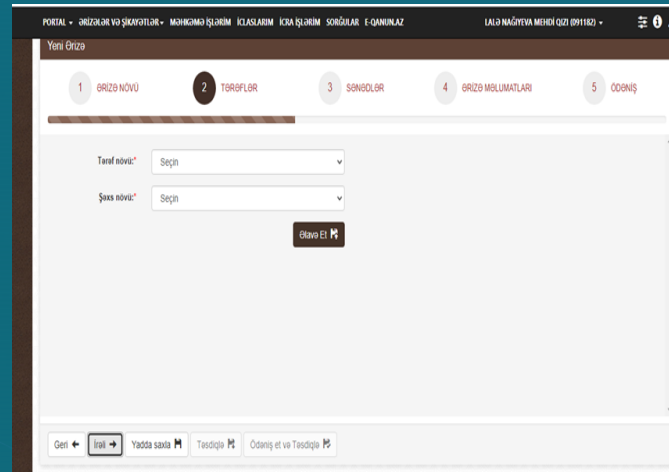 PORTAL ƏRİZƏLƏR VƏ ŞİKAYƏTLƏR MƏHKƏMƏ İŞLƏRİM İCLASLARIM İCRA İŞLƏRİM SORĞULAR E-QANUN.AZ LALƏ NAĞIYEVA MEHDİ QIZI (091182)
Yeni Ərizə
1 ƏRİZƏ NÖVÜ 2 TƏRƏFLƏR 3 SƏNƏDLƏR 4 ƏRİZƏ MƏLUMATLARI 5 ÖDƏNİŞ
Tərəf növü:* Seçin
Şəxs növü:* Seçin
Əlavə Et
Geri İrəli Yadda saxla Təsdiqlə Ödəniş et və Təsdiqlə